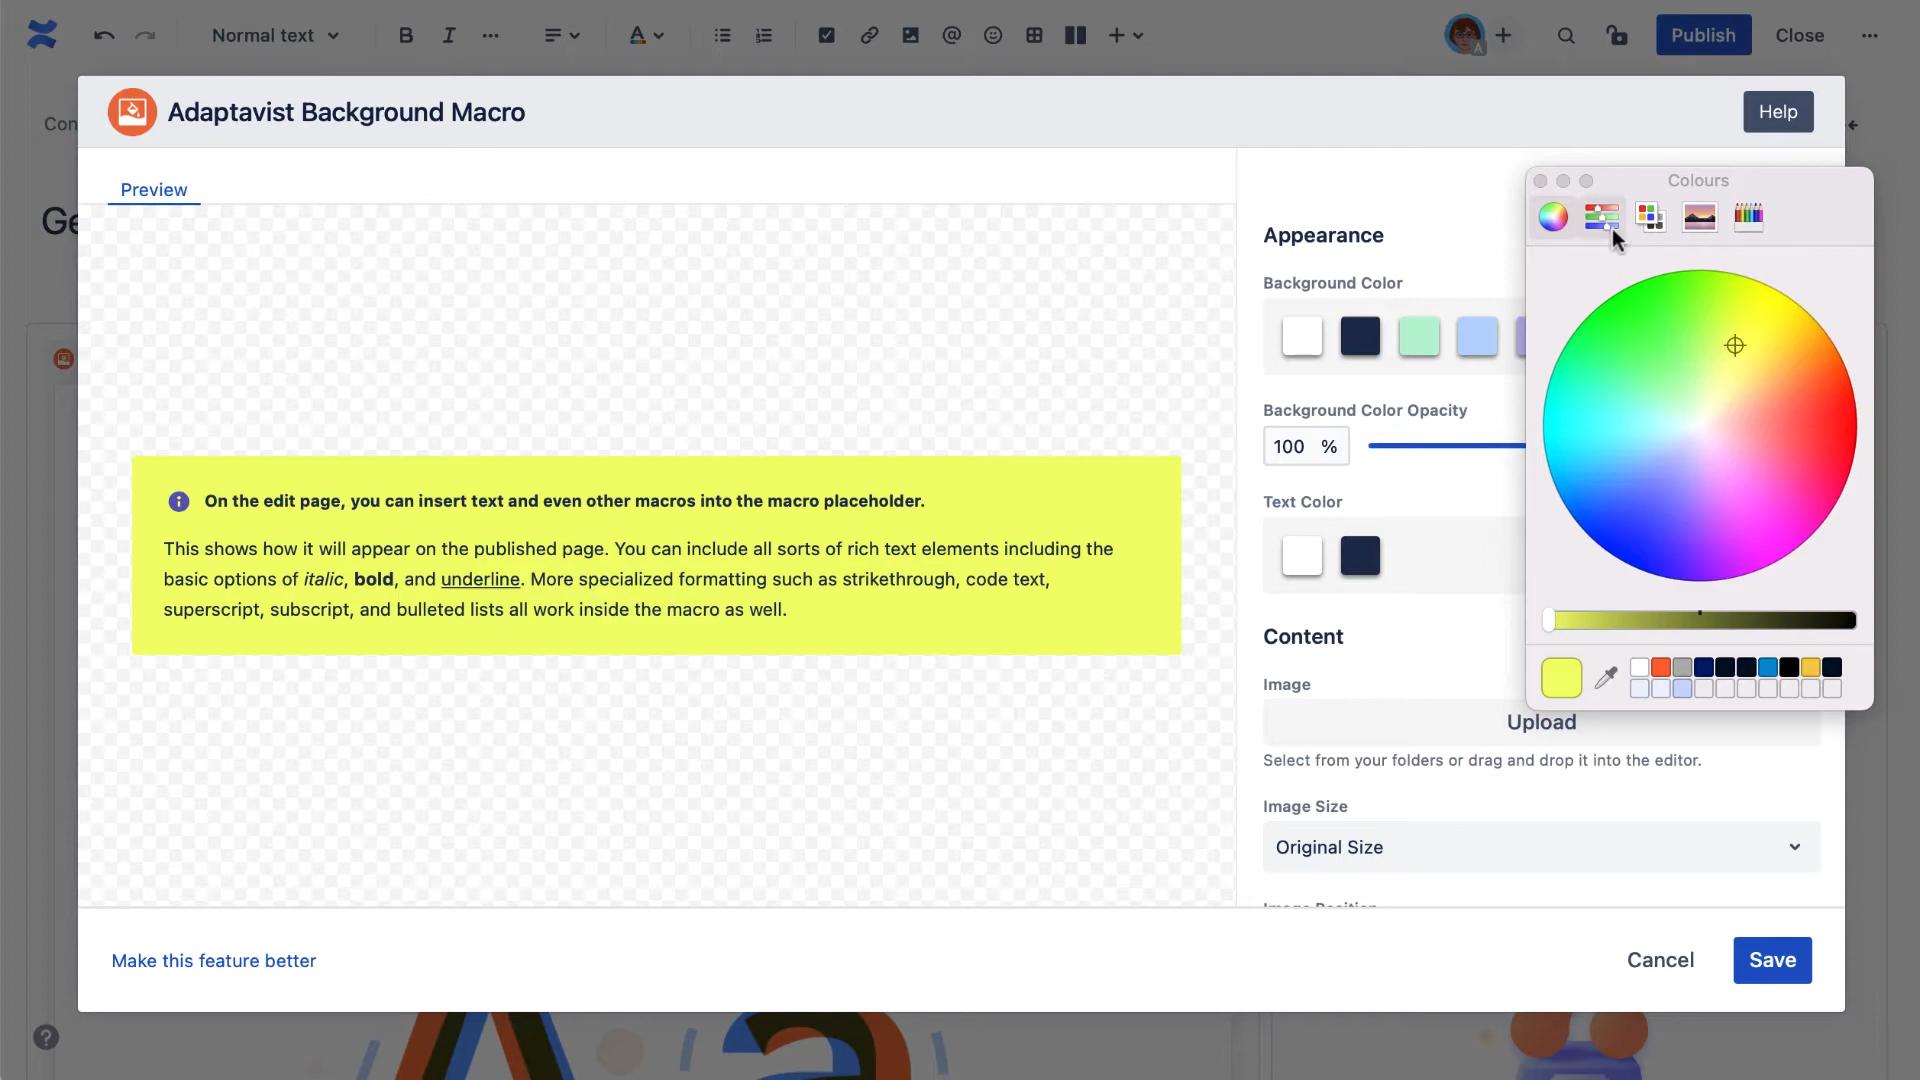 Normal text
B
I
A
A
Publish
Close
Con
Adaptavist Background Macro
Help
Ge
Preview
Colours
Appearance
Background Color
Background Color Opacity
100 %
On the edit page, you can insert text and even other macros into the macro placeholder.
Text Color
This shows how it will appear on the published page. You can include all sorts of rich text elements including the
basic options of italic, bold, and underline. More specialized formatting such as strikethrough, code text,
superscript, subscript, and bulleted lists all work inside the macro as well.
Content
Image
Upload
Select from your folders or drag and drop it into the editor.
Image Size
Original Size
Image Position
Make this feature better
Cancel
Save